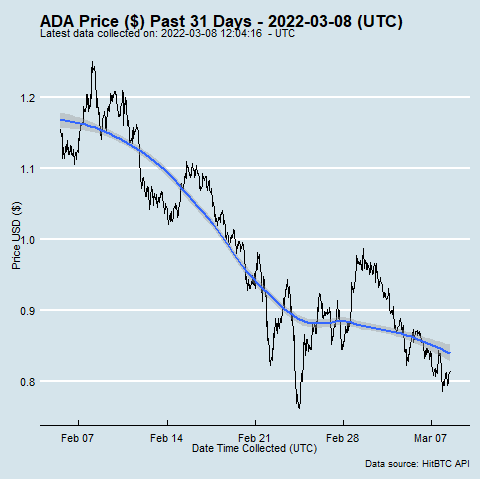 ADA Price ($) Past 31 Days - 2022-03-08 (UTC)
Latest data collected on: 2022-03-08 12:04:16 - UTC
1.2
1.1
1.0
0.9
0.8
Price USD ($)
Feb 07 Feb 14 Feb 21 Feb 28 Mar 07
Date Time Collected (UTC)
Data source: HitBTC API